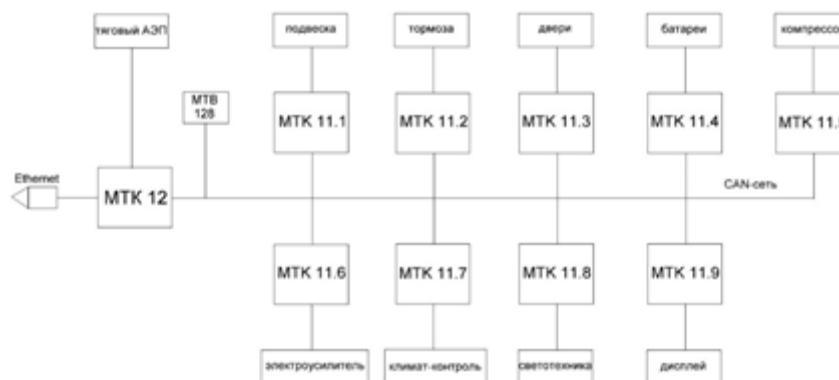 тяговый АЭП
подвеска
тормоза
двери
батареи
компрессо
МТВ
128
МТК 11.1
МТК 11.2
МТК 11.3
МТК 11.4
МТК 11.
Ethernet
МТК 12
CAN-сеть
МТК 11.6
МТК 11.7
МТК 11.8
МТК 11.9
электроусилитель
климат-контроль
светотехника
дисплей